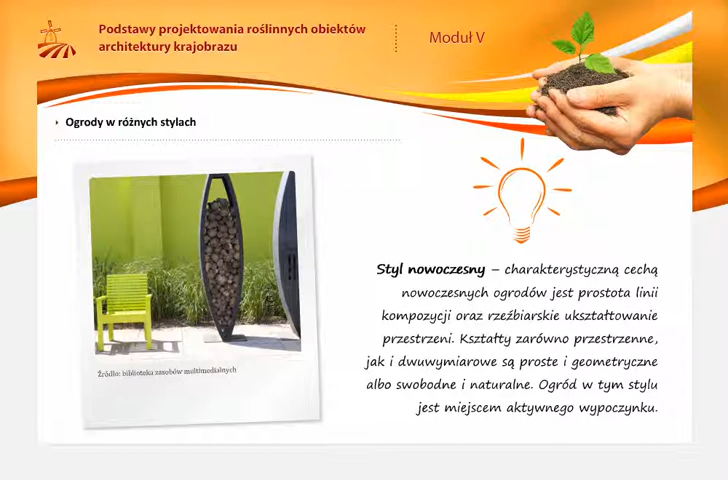 Podstawy projektowania roślinnych obiektów
architektury krajobrazu
Moduł V
Ogrody w różnych stylach
Źródło: biblioteka zasobów multimedialnych
Styl nowoczesny – charakterystyczną cechą
nowoczesnych ogrodów jest prostota linii
kompozycji oraz rzeźbiarskie ukształtowanie
przestrzeni. Kształty zarówno przestrzenne,
jak i dwuwymiarowe są proste i geometryczne
albo swobodne i naturalne. Ogród w tym stylu
jest miejscem aktywnego wypoczynku.